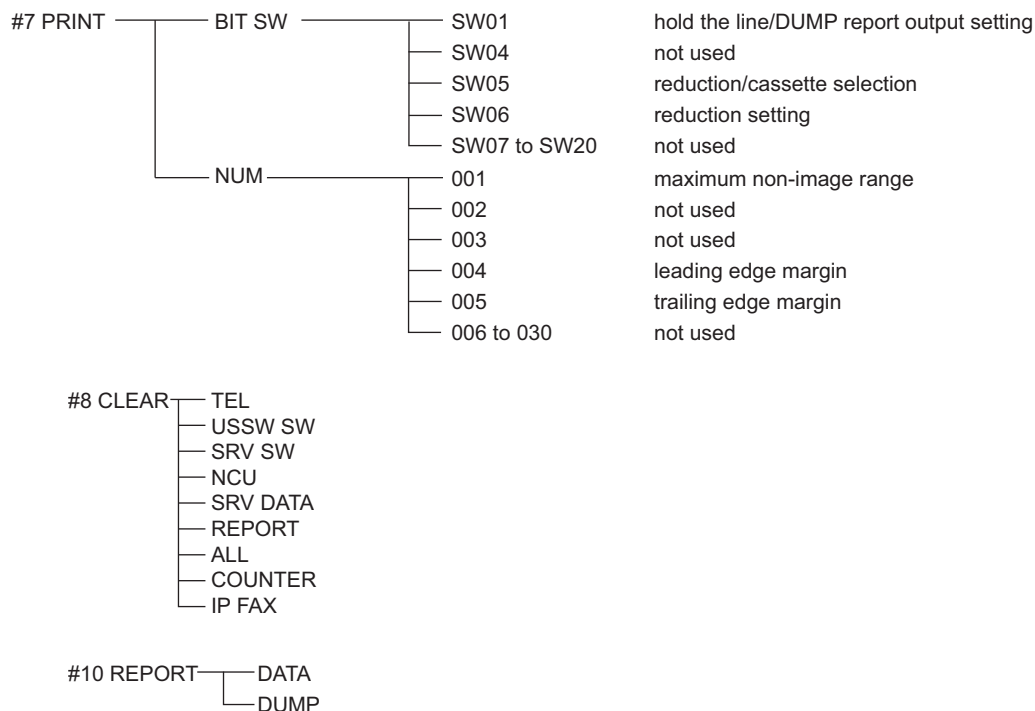 #7 PRINT BIT SW SW01 hold the line/DUMP report output setting
SW04 not used
SW05 reduction/cassette selection
SW06 reduction setting
SW07 to SW20 not used
NUM 001 maximum non-image range
002 not used
003 not used
004 leading edge margin
005 trailing edge margin
006 to 030 not used
#8 CLEAR TEL
USSW SW
SRV SW
NCU
SRV DATA
REPORT
ALL
COUNTER
IP FAX
#10 REPORT DATA
DUMP